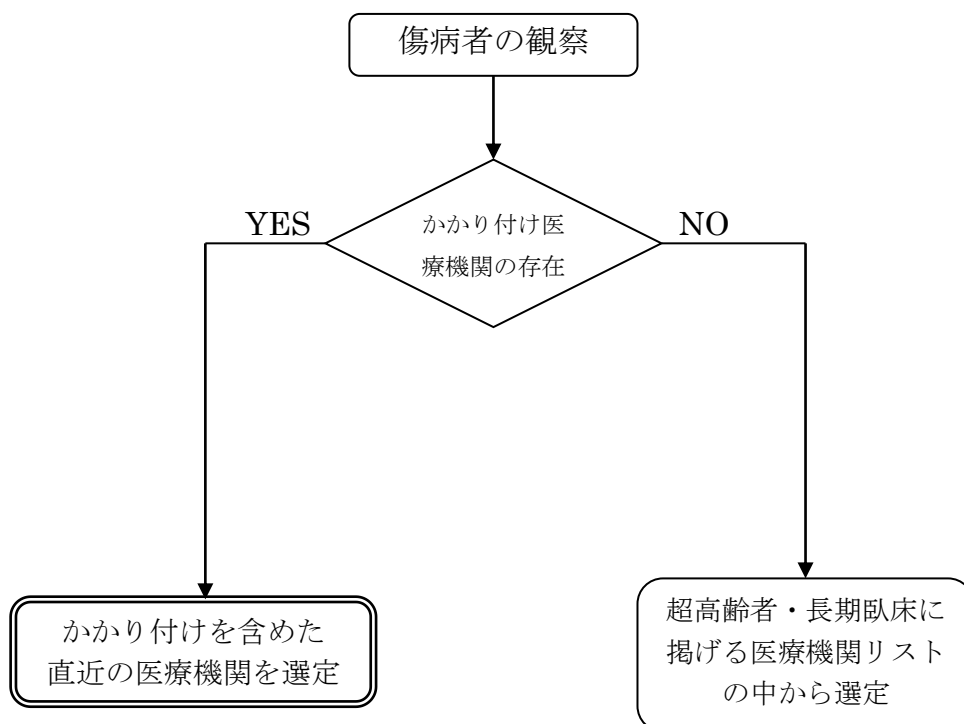 傷病者の観察
YES
かかり付け医
療機関の存在
NO
かかり付けを含めた
直近の医療機関を選定
超高齢者・長期臥床に
掲げる医療機関リスト
の中から選定